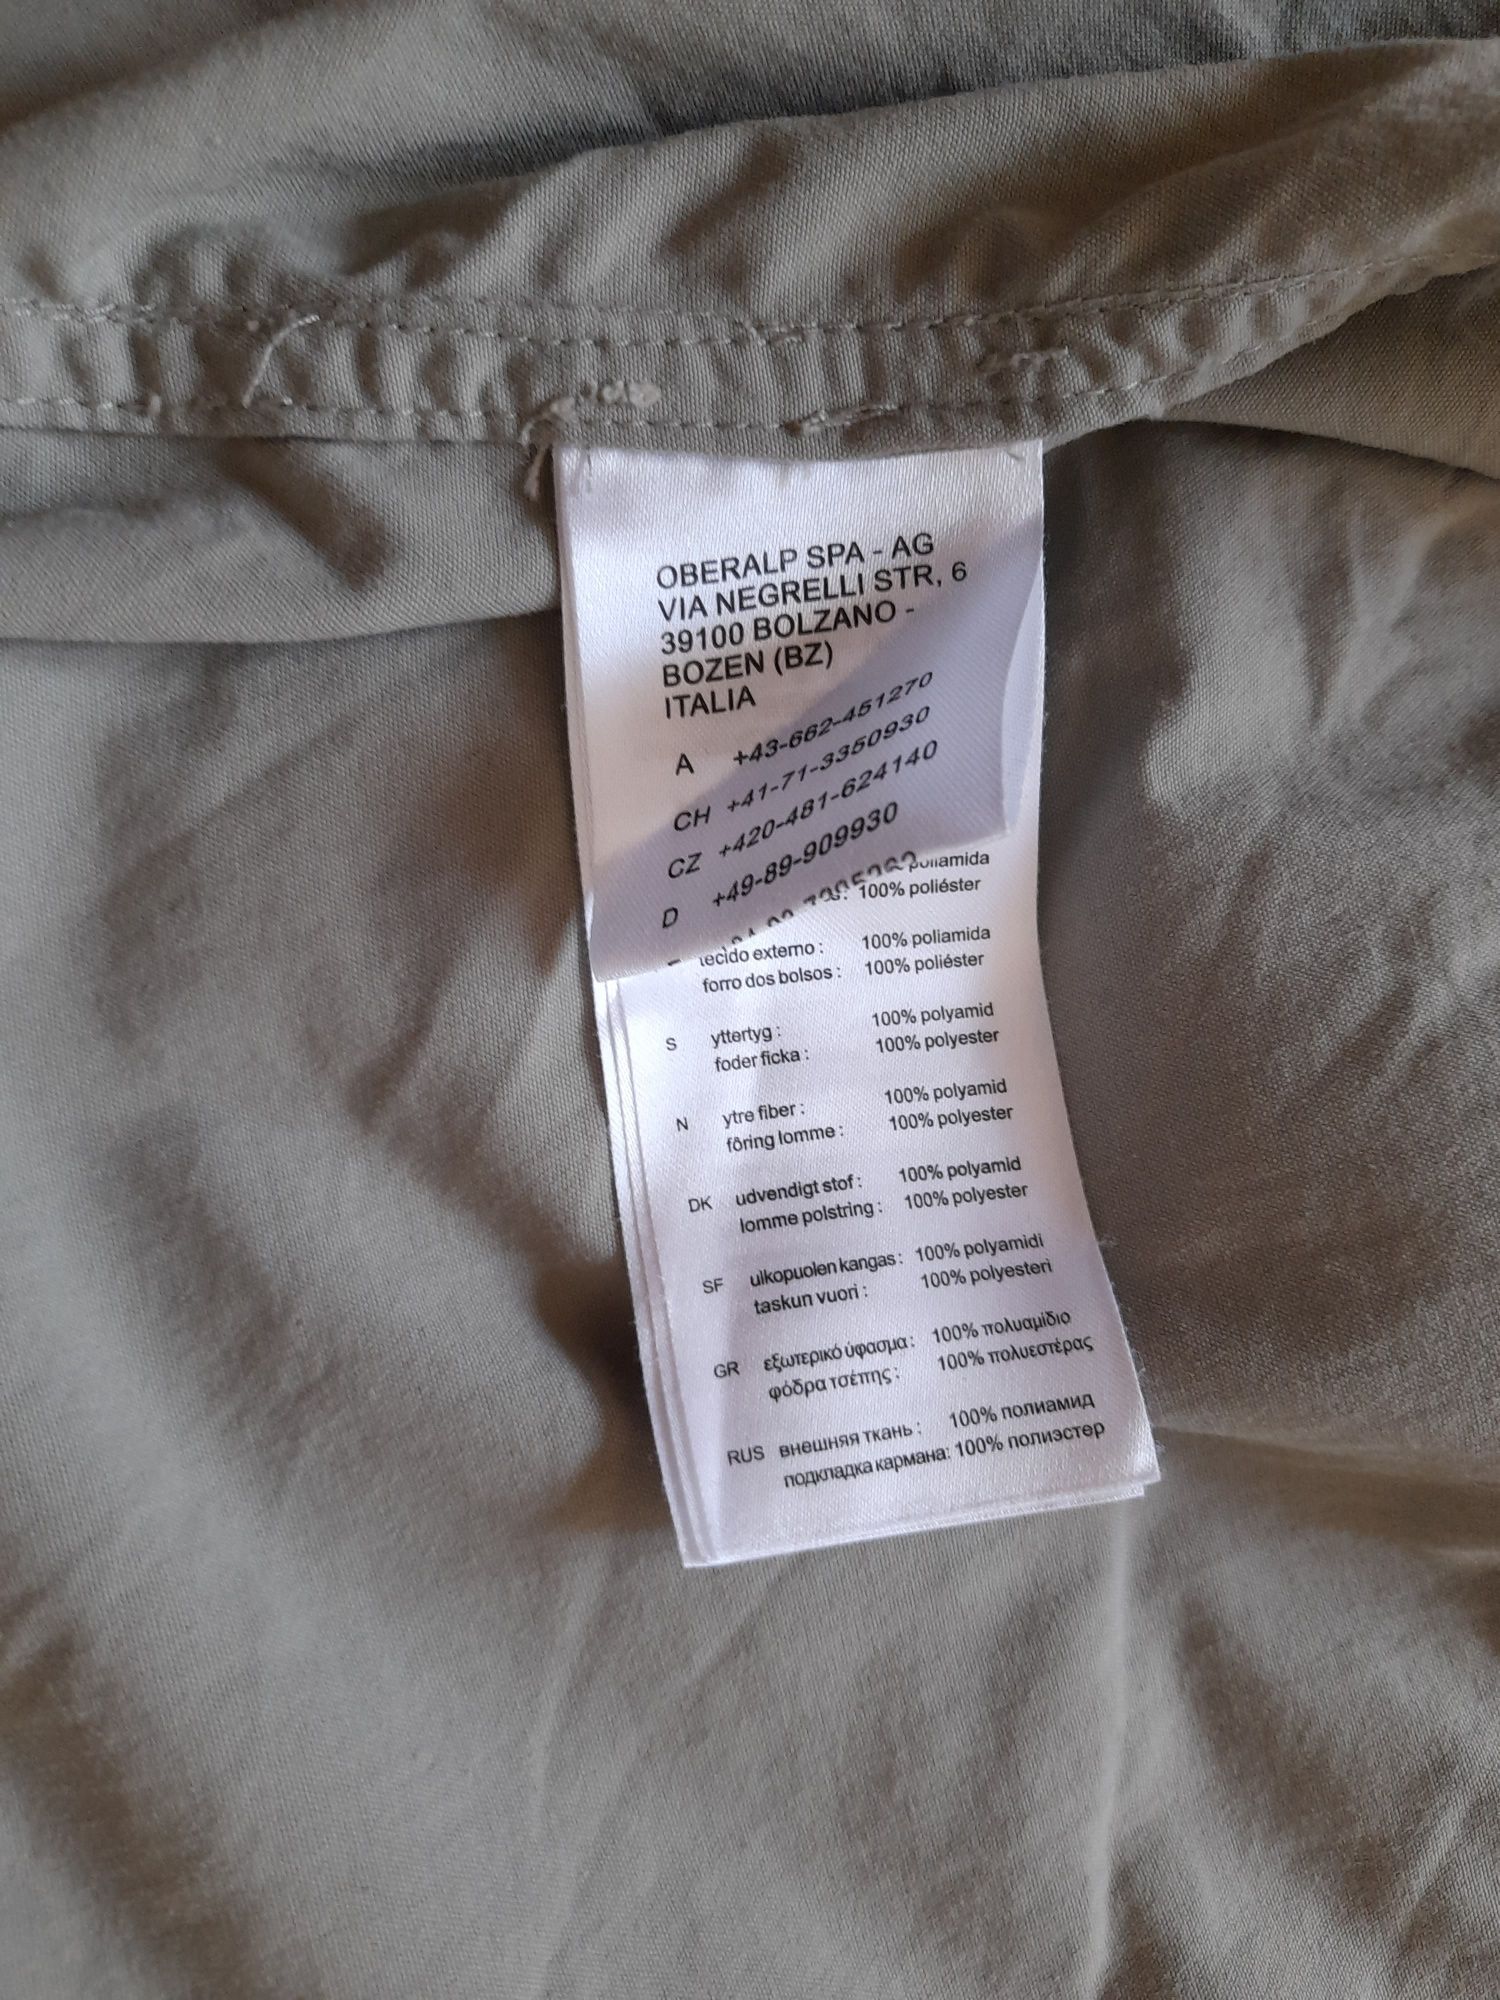 OBERALP SPA - AG
VIA NEGRELLI STR, 6
39100 BOLZANO -
BOZEN (BZ)
ITALIA
A +43-662-451270
CH +41-71-3350930
CZ +420-481-624140
D +49-89-909930
poliamida
100% poliéster
tecido externo : 100% poliamida
forro dos bolsos : 100% poliéster
S yttertyg : 100% polyamid
foder ficka : 100% polyester
N ytre fiber : 100% polyamid
fôring lomme : 100% polyester
DK udvendigt stof : 100% polyamid
lomme polstring : 100% polyester
SF ulkopuolen kangas : 100% polyamidi
taskun vuori : 100% polyesteri
GR εξωτερικό ύφασμα : 100% πολυαμίδιο
φόδρα τσέπης : 100% πολυεστέρας
RUS внешняя ткань : 100% полиамид
подкладка кармана: 100% полиэстер